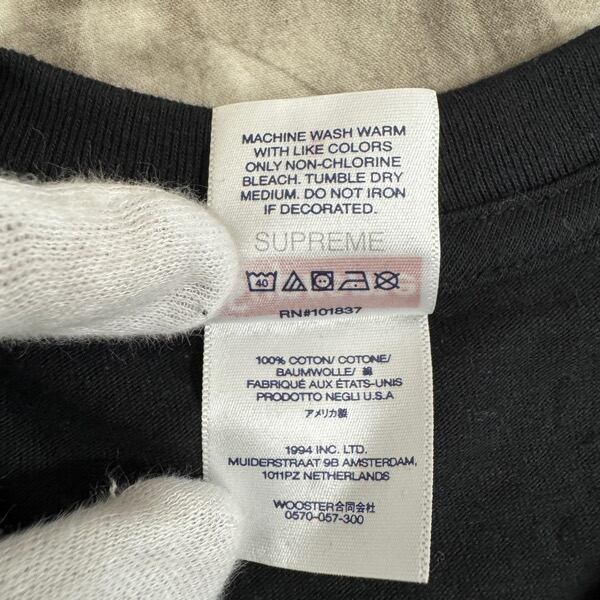 MACHINE WASH WARM
WITH LIKE COLORS
ONLY NON-CHLORINE
BLEACH. TUMBLE DRY
MEDIUM. DO NOT IRON
IF DECORATED.
SUPREME
40
RN#101837
100% COTON/ COTONE/
BAUMWOLLE/ 綿
FABRIQUÉ AUX ÉTATS-UNIS
PRODOTTO NEGLI U.S.A
アメリカ製
1994 INC. LTD.
MUIDERSTRAAT 9B AMSTERDAM,
1011PZ NETHERLANDS
WOOSTER合同会社
0570-057-300